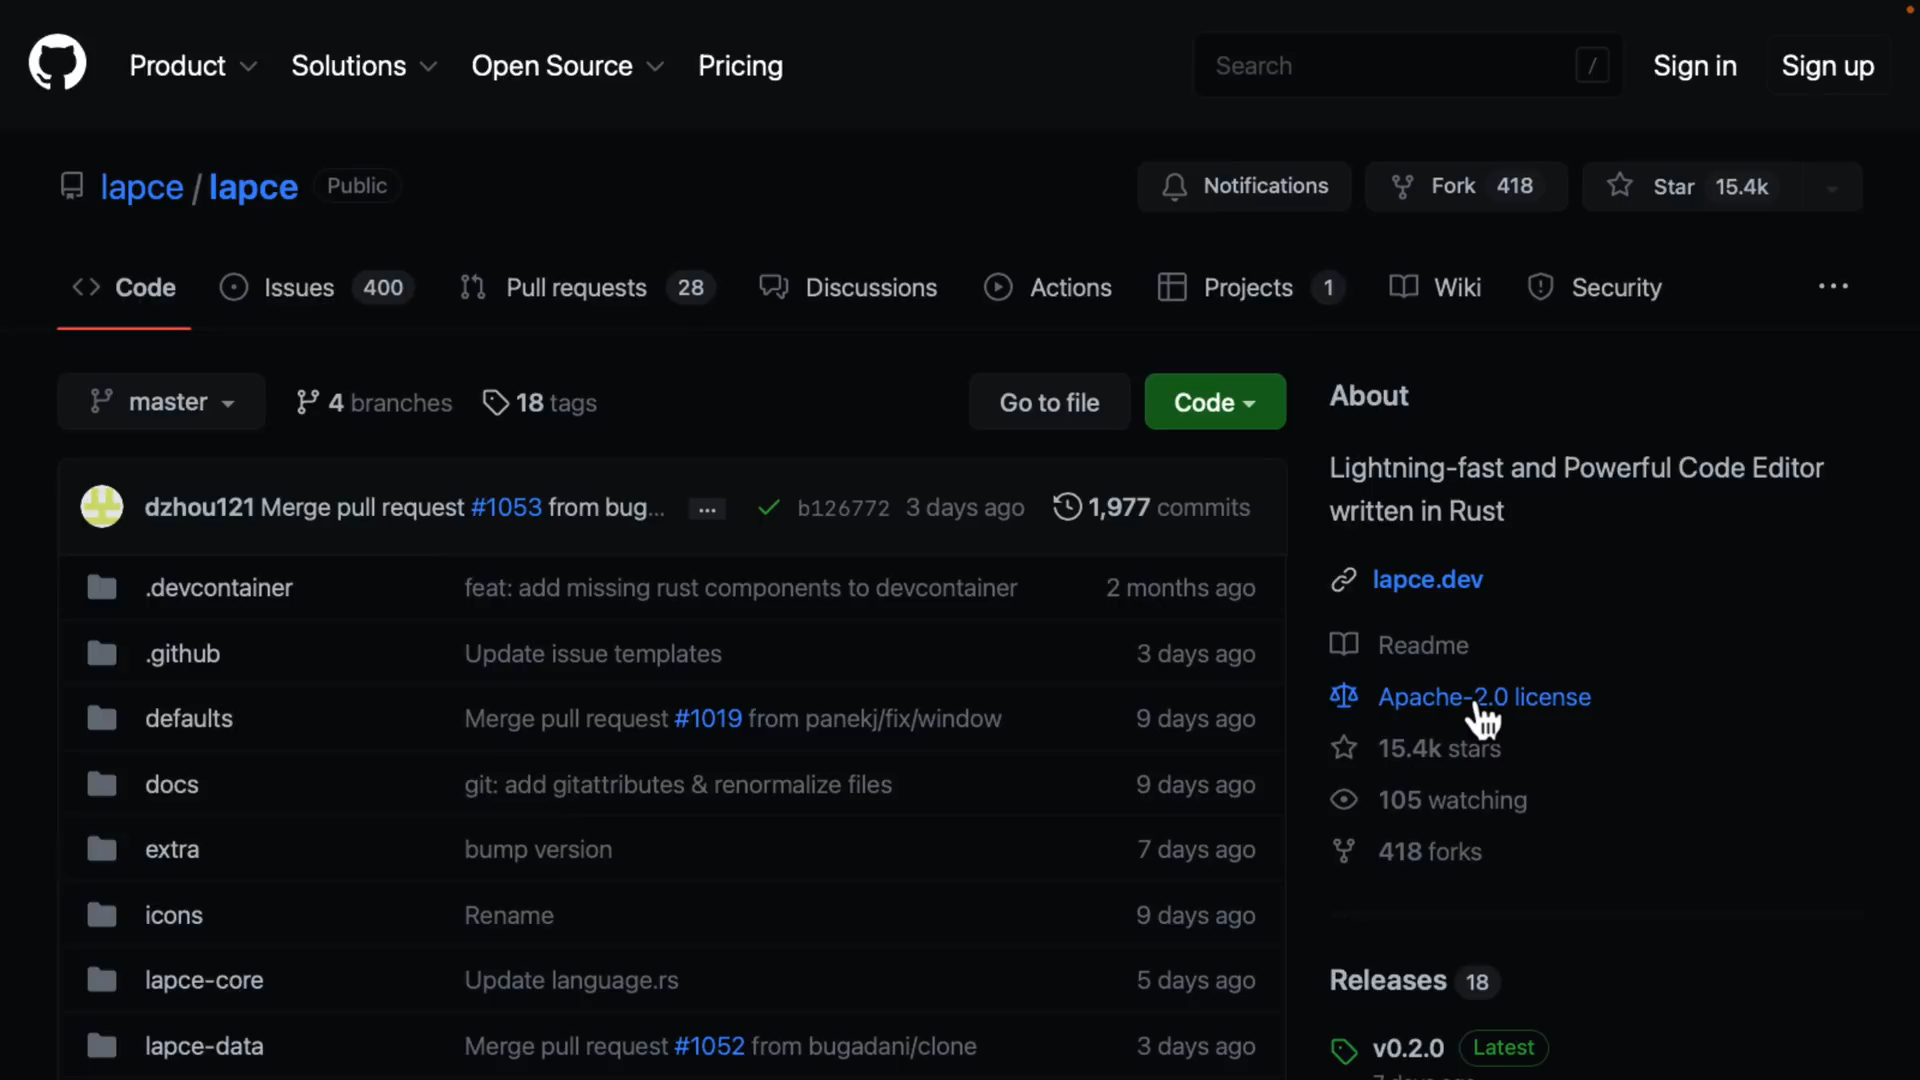 Product Solutions Open Source Pricing Search / Sign in Sign up
lapce / lapce Public Notifications Fork 418 Star 15.4k
Code Issues 400 Pull requests 28 Discussions Actions Projects 1 Wiki Security ...
master 4 branches 18 tags Go to file Code
dzhou121 Merge pull request #1053 from bug... ... b126772 3 days ago 1,977 commits
.devcontainer feat: add missing rust components to devcontainer 2 months ago
.github Update issue templates 3 days ago
defaults Merge pull request #1019 from panekj/fix/window 9 days ago
docs git: add gitattributes & renormalize files 9 days ago
extra bump version 7 days ago
icons Rename 9 days ago
lapce-core Update language.rs 5 days ago
lapce-data Merge pull request #1052 from bugadani/clone 3 days ago
About
Lightning-fast and Powerful Code Editor
written in Rust
lapce.dev
Readme
Apache-2.0 license
15.4k stars
105 watching
418 forks
Releases 18
v0.2.0 Latest